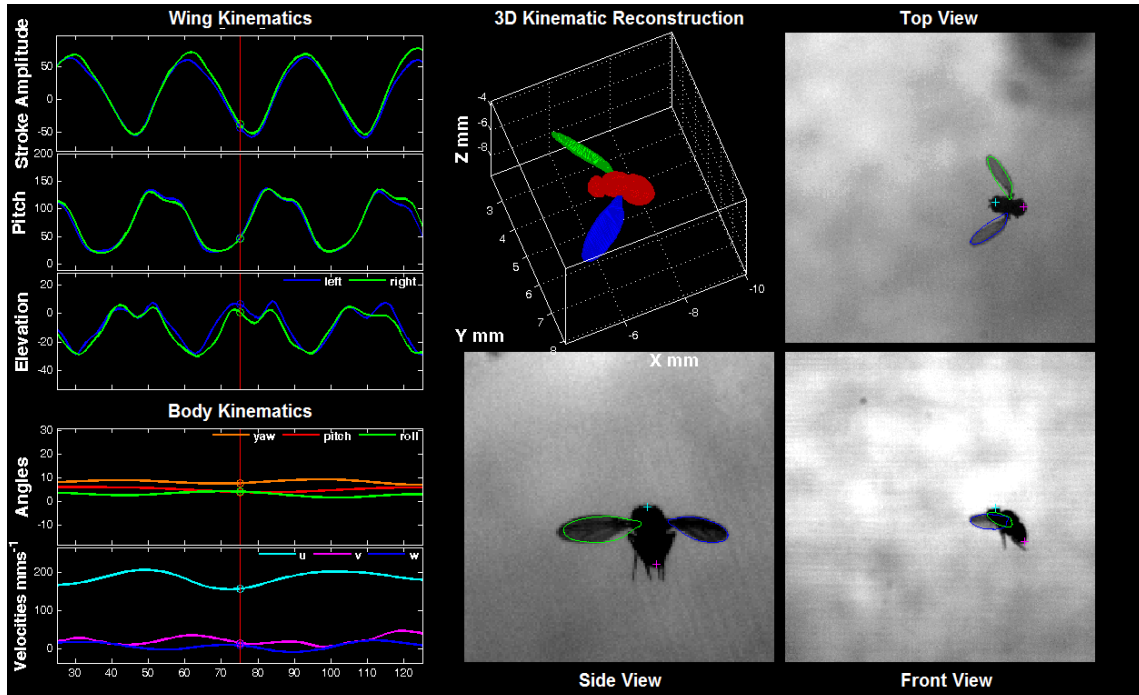 Wing Kinematics
Stroke Amplitude
50
0
-50
Pitch
200
150
100
50
0
Elevation
left right
20
0
-20
-40
Body Kinematics
Angles
yaw pitch roll
30
20
10
0
-10
Velocities mms-1
u v w
200
100
0
30 40 50 60 70 80 90 100 110 120
3D Kinematic Reconstruction
Z mm
-4
-6
-8
3
4
5
6
7
8
Y mm
-6
-8
-10
X mm
Top View
Side View
Front View